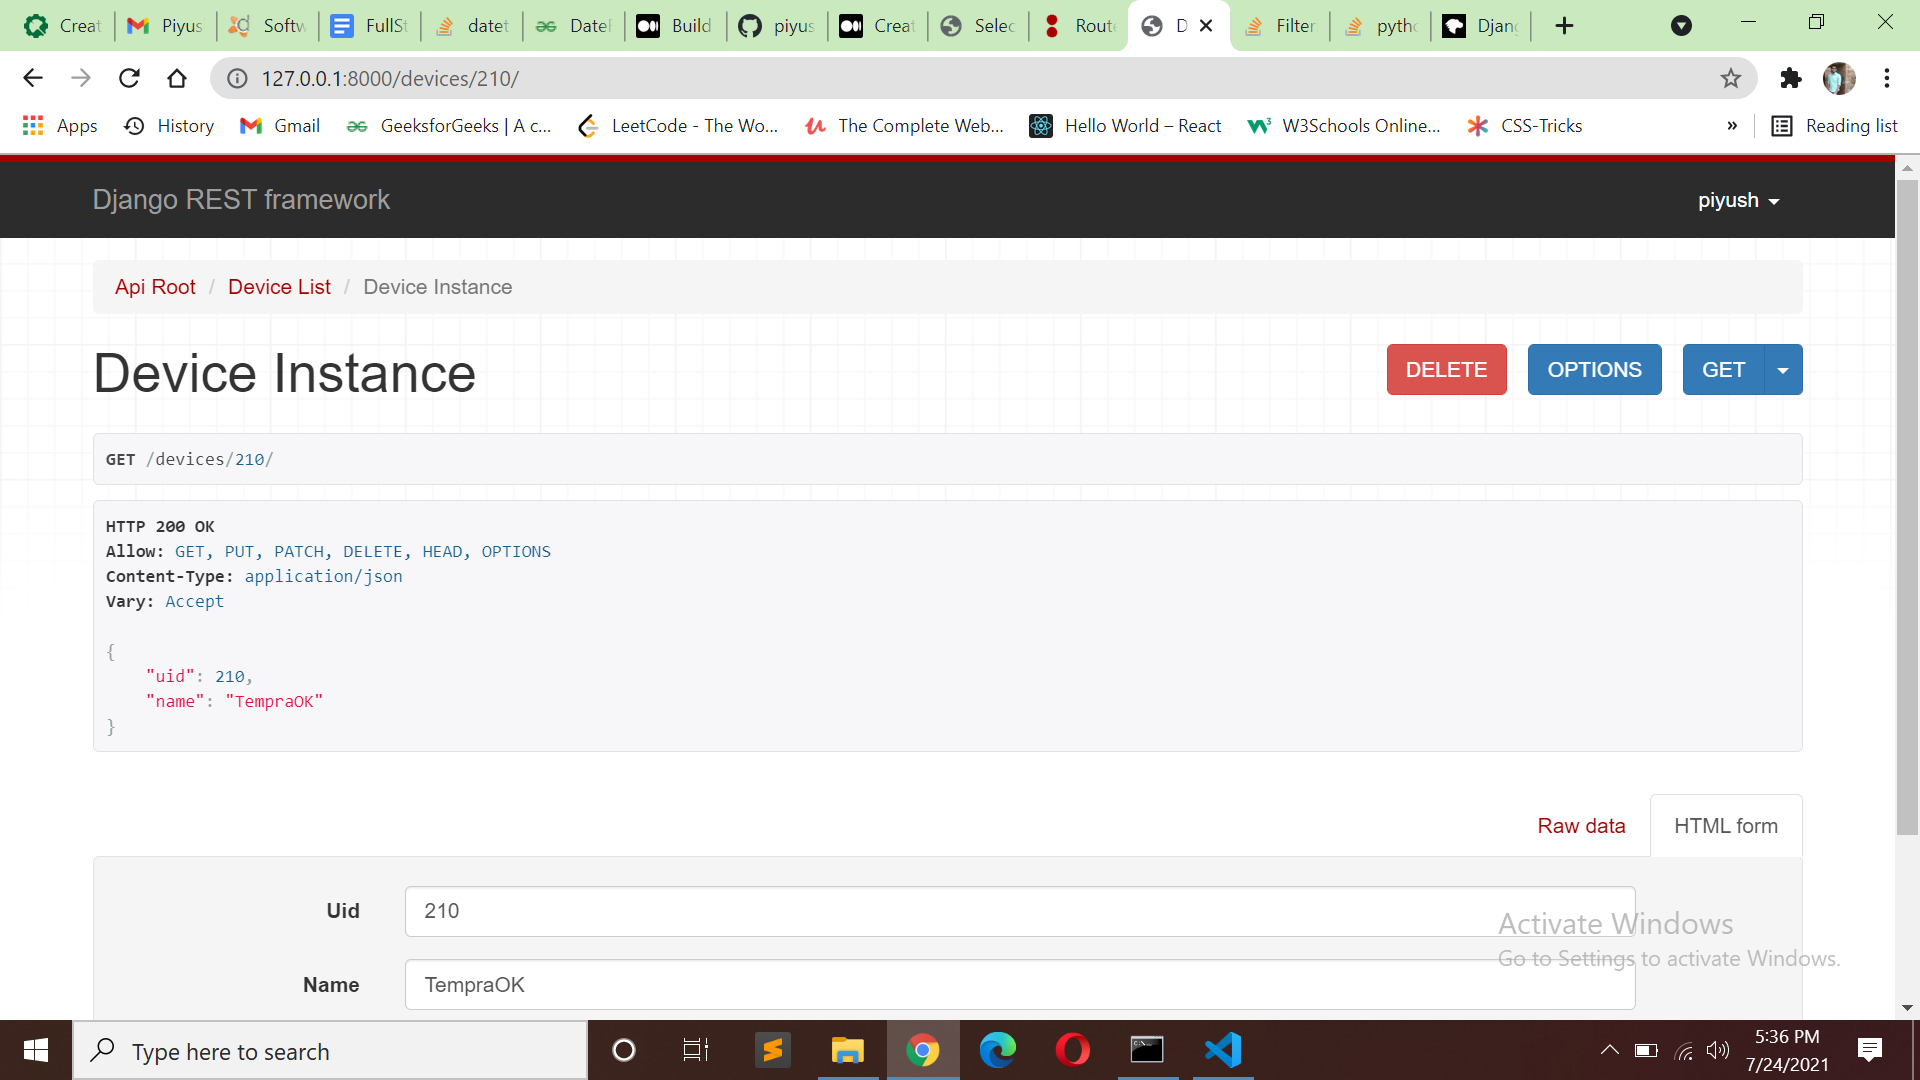 Creat Piyus Softw FullSt datet DateF Build piyus Creat Selec Route D Filter pytho Djang
127.0.0.1:8000/devices/210/
Apps History Gmail GeeksforGeeks | A c... LeetCode - The Wo... The Complete Web... Hello World – React W3Schools Online... CSS-Tricks » Reading list
Django REST framework piyush
Api Root / Device List / Device Instance
Device Instance DELETE OPTIONS GET
GET /devices/210/
HTTP 200 OK
Allow: GET, PUT, PATCH, DELETE, HEAD, OPTIONS
Content-Type: application/json
Vary: Accept
{
"uid": 210,
"name": "TempraOK"
}
Raw data HTML form
Uid 210
Name TempraOK
Activate Windows
Go to Settings to activate Windows.
Type here to search
5:36 PM
7/24/2021